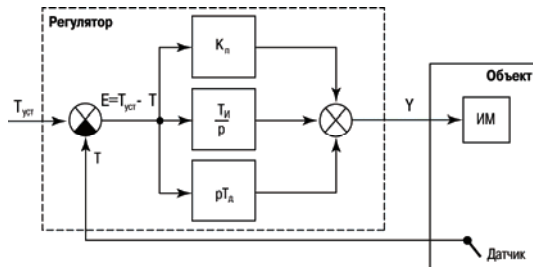 Регулятор
Kп
Объект
Tуст
E=Tуст- T
Tи
p
Y
ИМ
T
pTд
Датчик